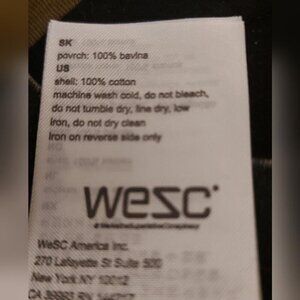 SK
povrch: 100% bavlna
US
shell: 100% cotton
machine wash cold, do not bleach,
do not tumble dry, line dry, low
iron, do not dry clean
Iron on reverse side only
wesc
WeSC America Inc.
270 Lafayette St Suite 500
New York NY 10012